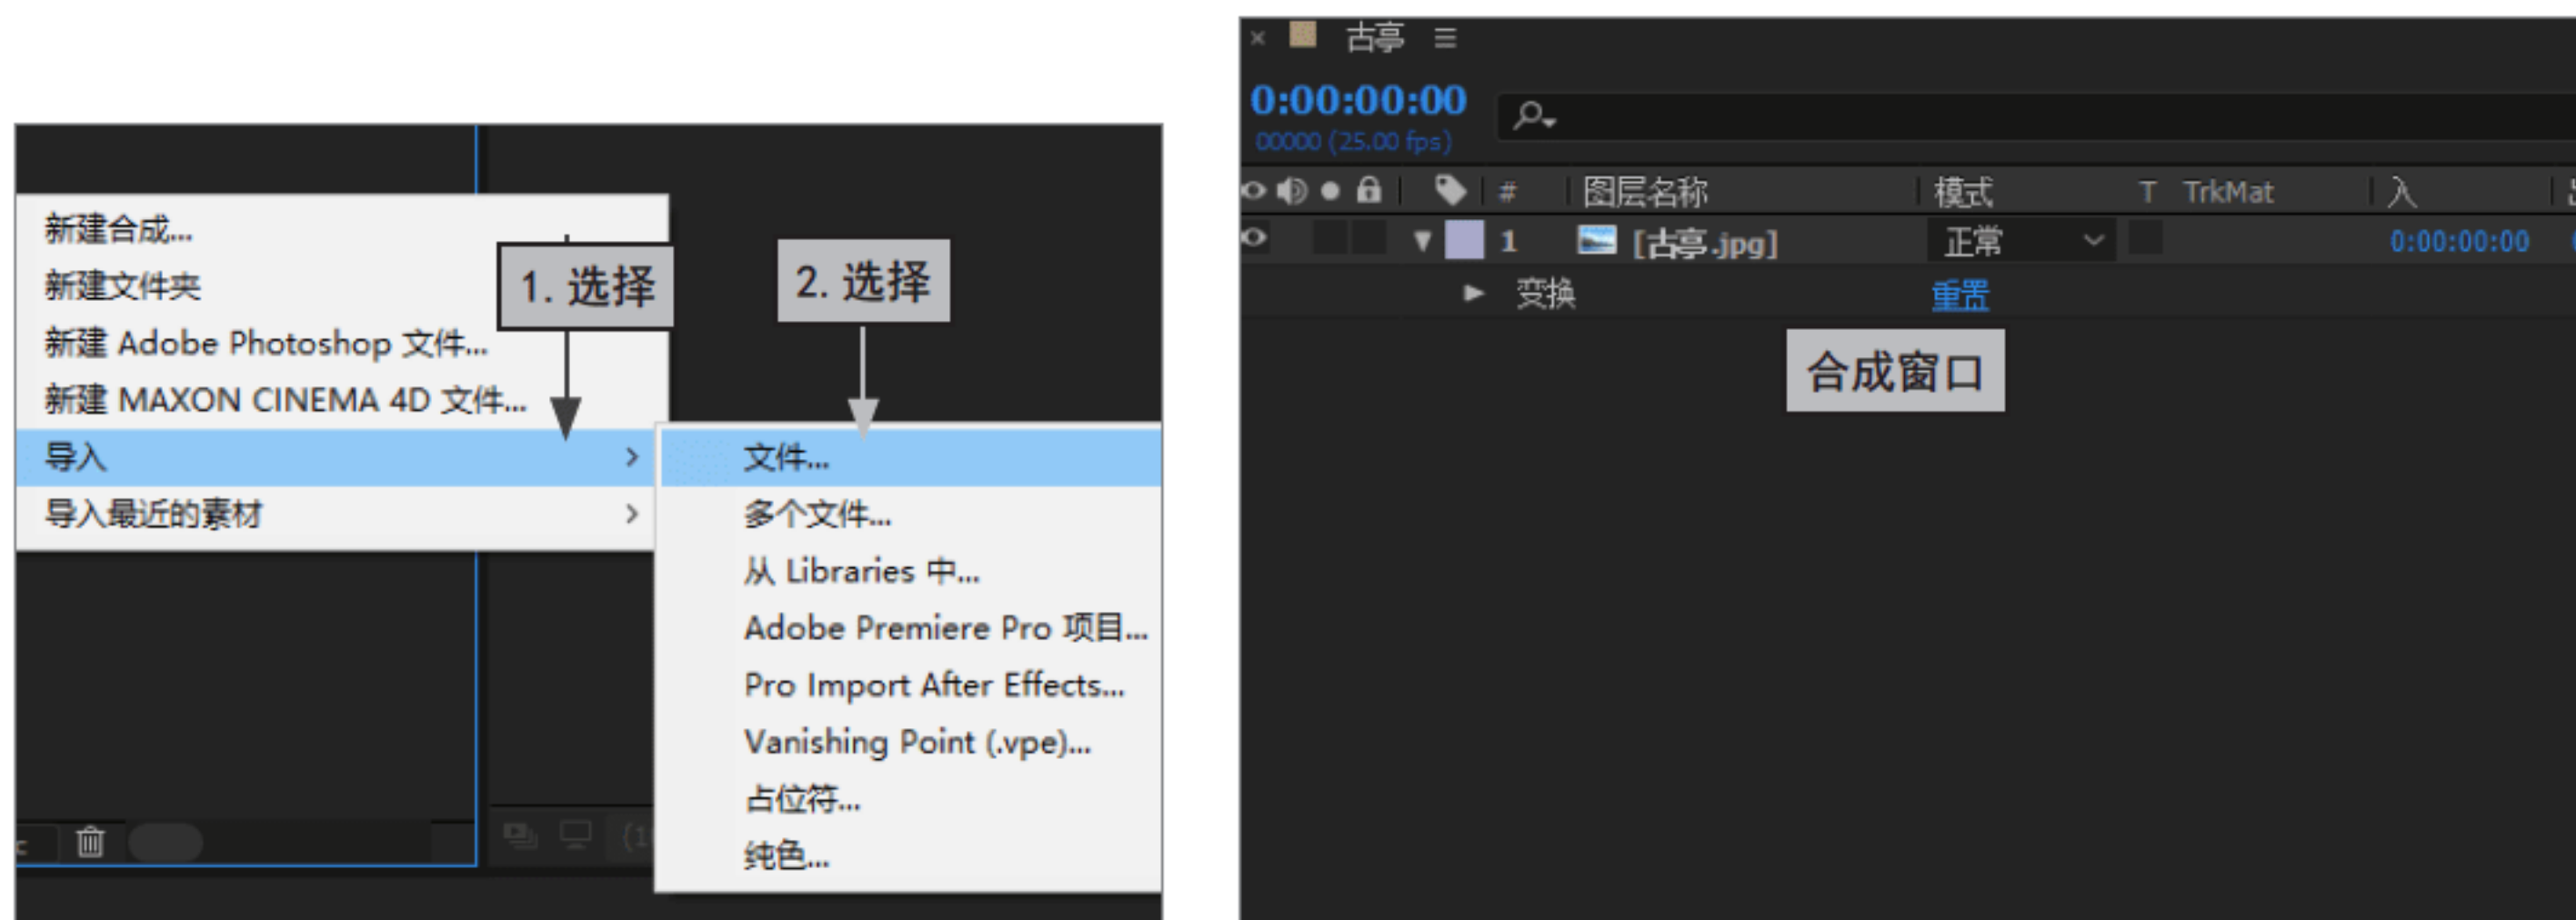 新建合成...
新建文件夹
新建 Adobe Photoshop 文件...
新建 MAXON CINEMA 4D 文件...
导入
导入最近的素材
1. 选择
2. 选择
文件...
多个文件...
从 Libraries 中...
Adobe Premiere Pro 项目...
Pro Import After Effects...
Vanishing Point (.vpe)...
占位符...
纯色...
古亭
0:00:00:00
00000 (25.00 fps)
# 图层名称 模式 T TrkMat 入
1 [古亭.jpg] 正常 0:00:00:00
变换 重置
合成窗口